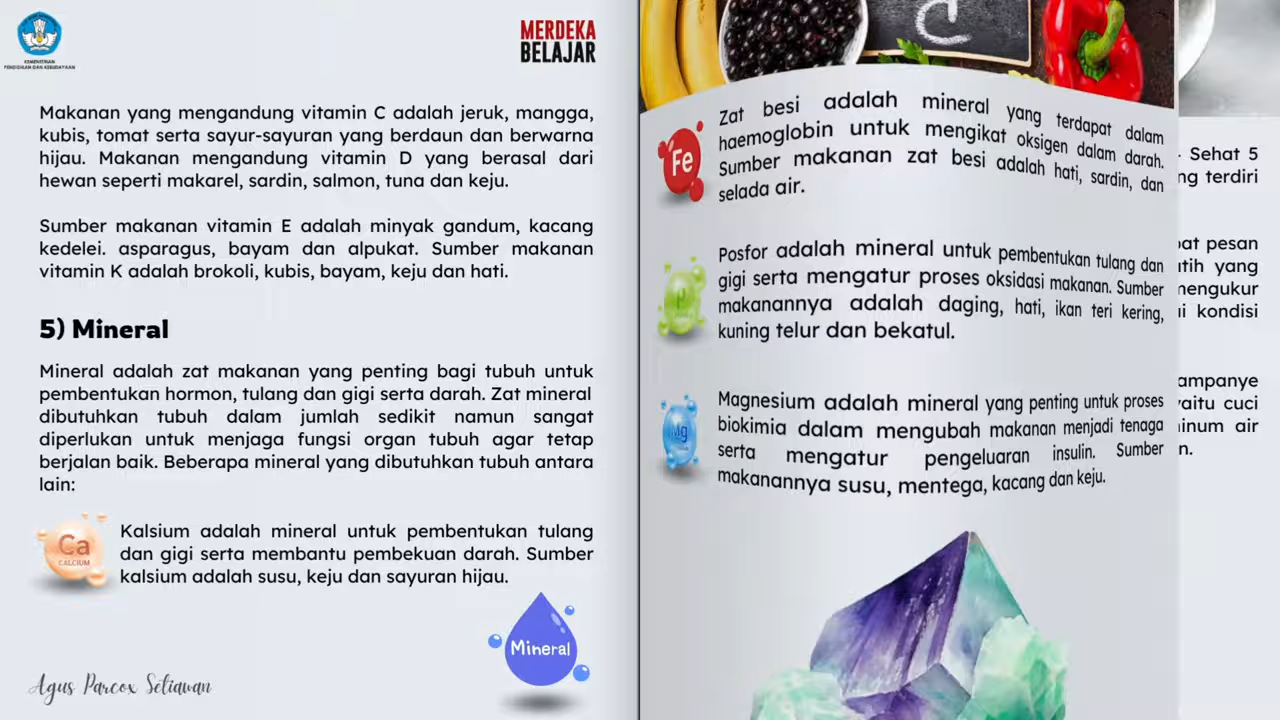 KEMENTERIAN
PENDIDIKAN DAN KEBUDAYAAN
MERDEKA
BELAJAR
Makanan yang mengandung vitamin C adalah jeruk, mangga,
kubis, tomat serta sayur-sayuran yang berdaun dan berwarna
hijau. Makanan mengandung vitamin D yang berasal dari
hewan seperti makarel, sardin, salmon, tuna dan keju.
Sumber makanan vitamin E adalah minyak gandum, kacang
kedelei. asparagus, bayam dan alpukat. Sumber makanan
vitamin K adalah brokoli, kubis, bayam, keju dan hati.
5) Mineral
Mineral adalah zat makanan yang penting bagi tubuh untuk
pembentukan hormon, tulang dan gigi serta darah. Zat mineral
dibutuhkan tubuh dalam jumlah sedikit namun sangat
diperlukan untuk menjaga fungsi organ tubuh agar tetap
berjalan baik. Beberapa mineral yang dibutuhkan tubuh antara
lain:
Ca
CALCIUM
Kalsium adalah mineral untuk pembentukan tulang
dan gigi serta membantu pembekuan darah. Sumber
kalsium adalah susu, keju dan sayuran hijau.
Mineral
Agus Parcox Setiawan
C
Fe
Zat besi adalah mineral yang terdapat dalam
haemoglobin untuk mengikat oksigen dalam darah.
Sumber makanan zat besi adalah hati, sardin, dan
selada air.
P
Posfor adalah mineral untuk pembentukan tulang dan
gigi serta mengatur proses oksidasi makanan. Sumber
makanannya adalah daging, hati, ikan teri kering,
kuning telur dan bekatul.
Mg
Magnesium adalah mineral yang penting untuk proses
biokimia dalam mengubah makanan menjadi tenaga
serta mengatur pengeluaran insulin. Sumber
makanannya susu, mentega, kacang dan keju.
Sehat 5
terdiri
pesan
yang
kondisi
cuci
air